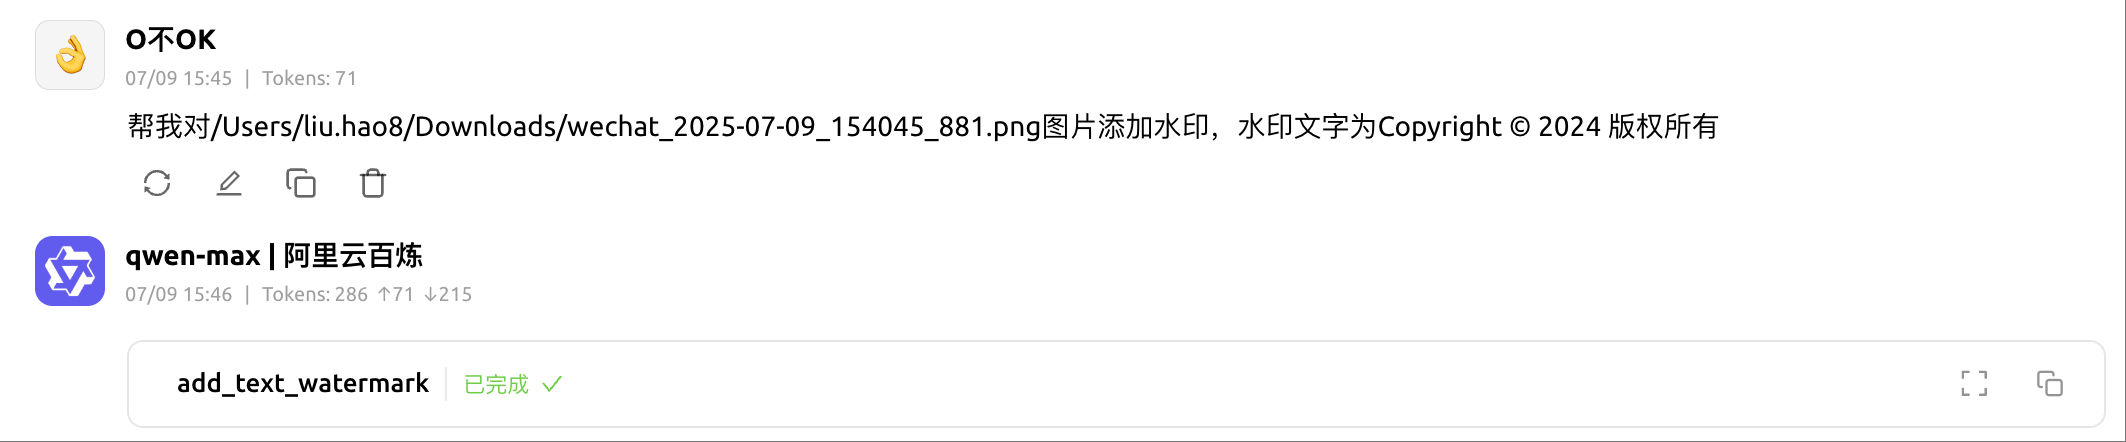 O不OK
07/09 15:45 | Tokens: 71
帮我对/Users/liu.hao8/Downloads/wechat_2025-07-09_154045_881.png图片添加水印，水印文字为Copyright © 2024 版权所有
qwen-max | 阿里云百炼
07/09 15:46 | Tokens: 286 ↑71 ↓215
add_text_watermark | 已完成 ✓